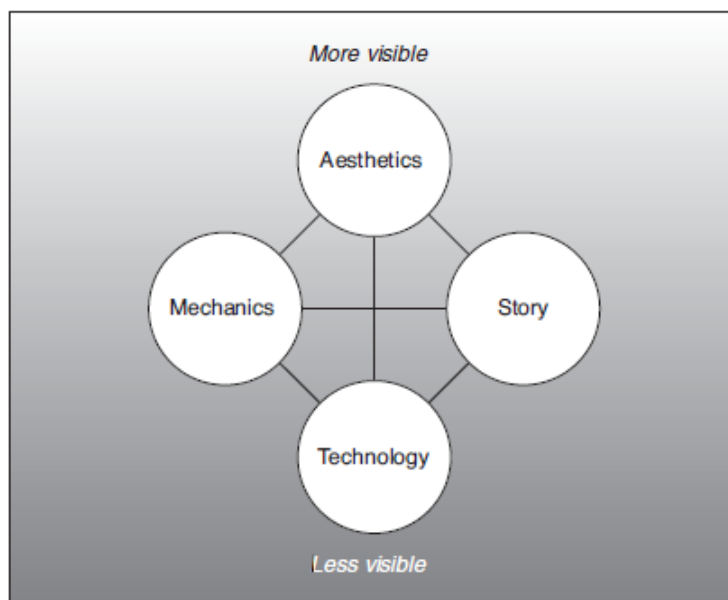 More visible
Aesthetics
Mechanics
Story
Technology
Less visible